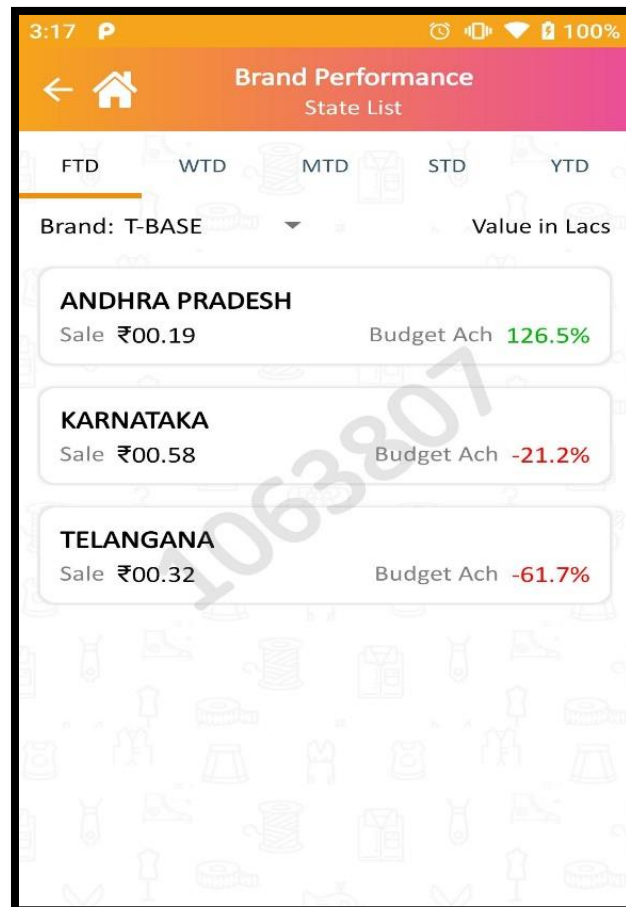 3:17 P 100%
Brand Performance
State List
FTD WTD MTD STD YTD
Brand: T-BASE Value in Lacs
ANDHRA PRADESH
Sale ₹00.19 Budget Ach 126.5%
KARNATAKA
Sale ₹00.58 Budget Ach -21.2%
TELANGANA
Sale ₹00.32 Budget Ach -61.7%
1063807